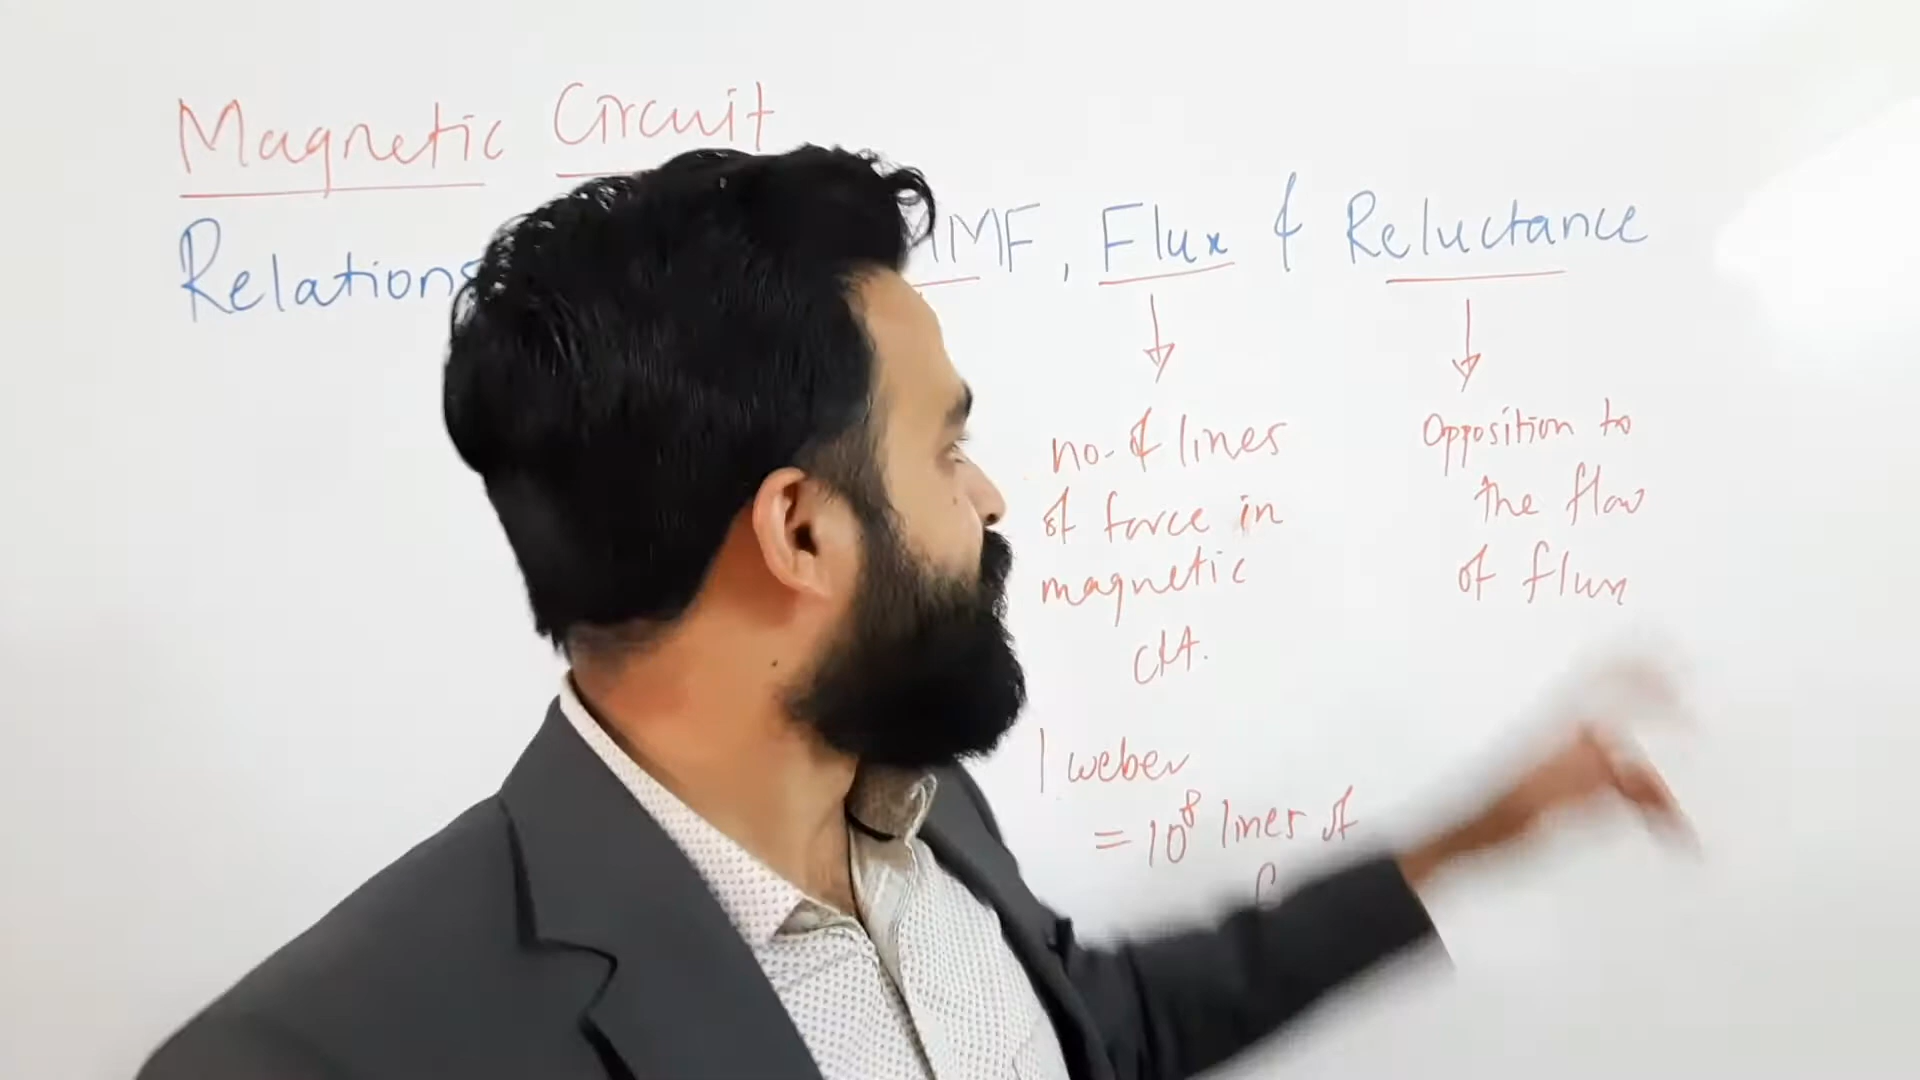 Magnetic Circuit
Relations MMF, Flux & Reluctance
no. of lines
of force in
magnetic
ckt.
1 weber
= 10⁸ lines of
Opposition to
the flow
of flux